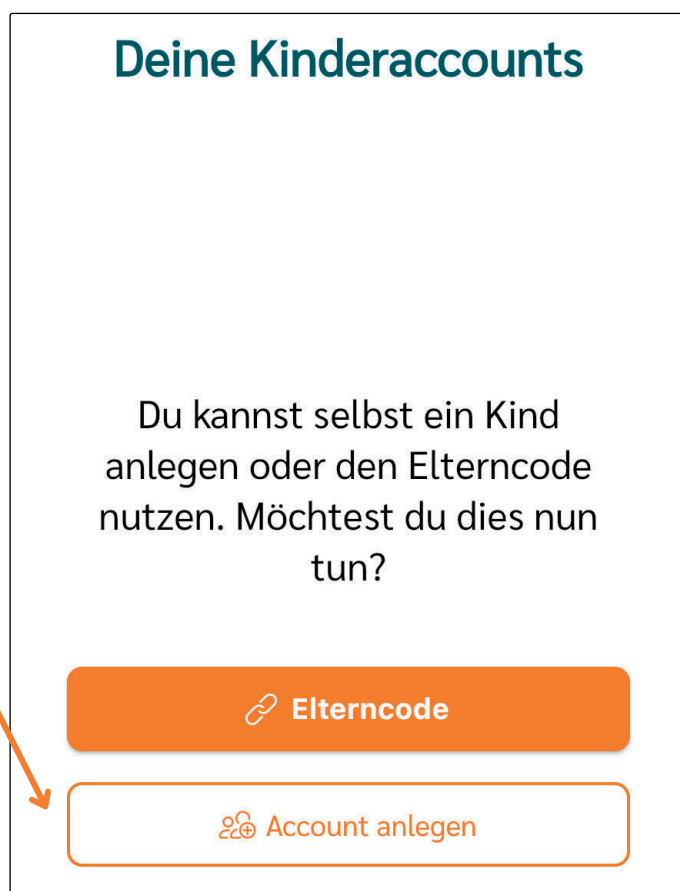 Deine Kinderaccounts
Du kannst selbst ein Kind
anlegen oder den Elterncode
nutzen. Möchtest du dies nun
tun?
Elterncode
Account anlegen